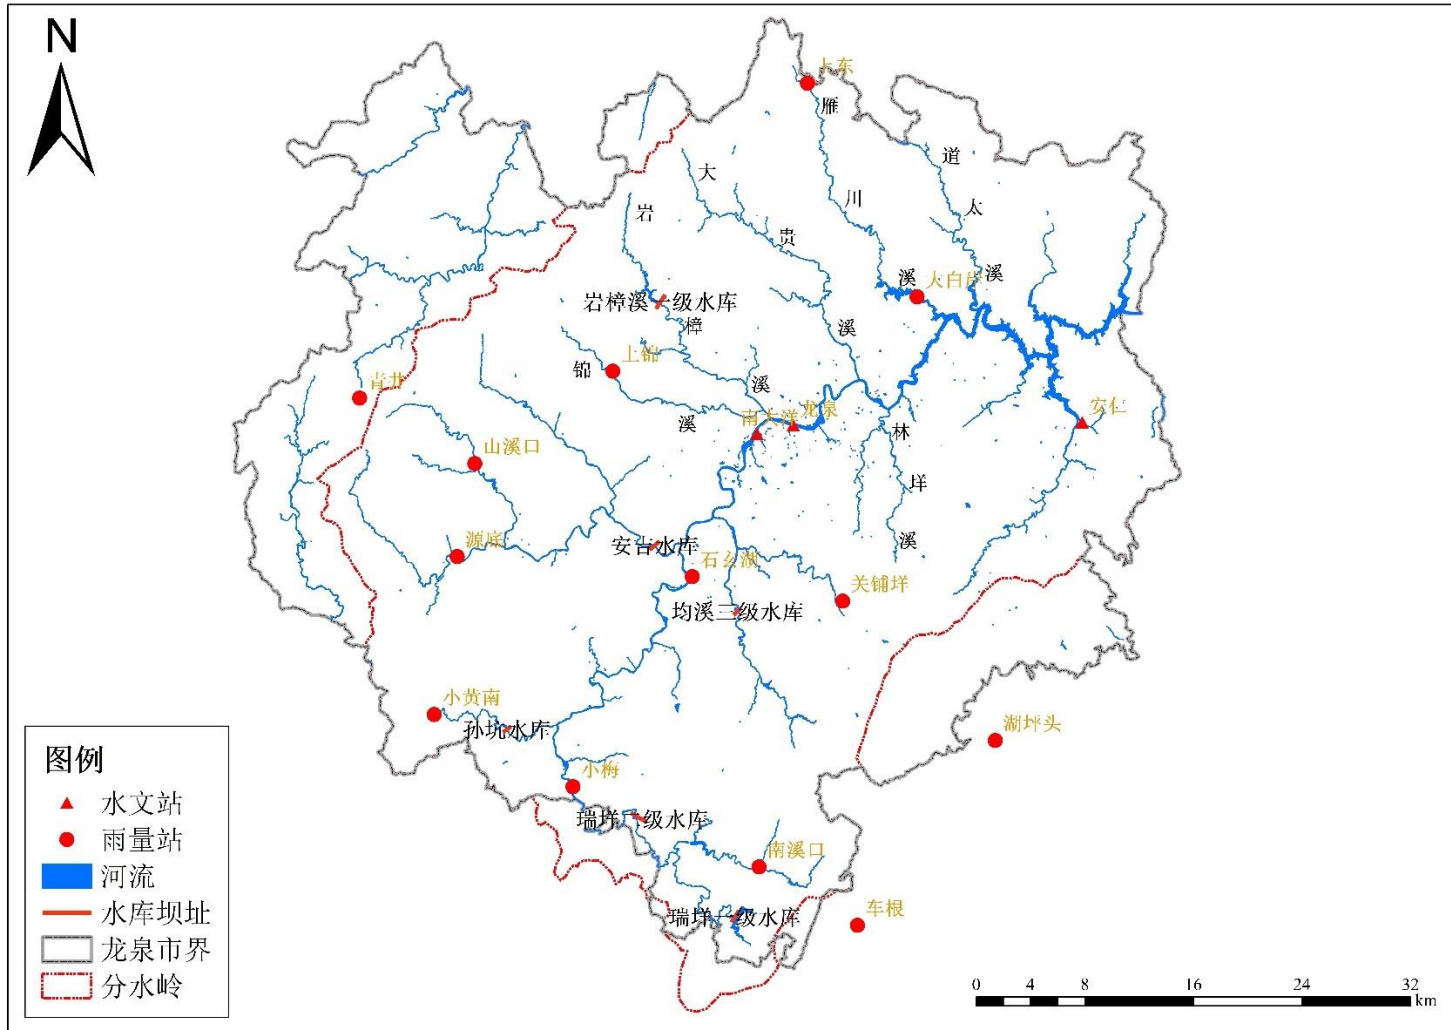 N
上东
雁
川
溪
道
太
溪
大
贵
溪
岩
樟
溪
岩樟溪一级水库
大白岸
上锦
锦
溪
青井
南大洋
龙泉
安仁
林
垟
溪
山溪口
源底
安吉水库
石玄湖
关铺垟
均溪三级水库
小黄南
孙坑水库
湖坪头
小梅
瑞垟二级水库
南溪口
瑞垟一级水库
车根
图例
水文站
雨量站
河流
水库坝址
龙泉市界
分水岭
0 4 8 16 24 32
km